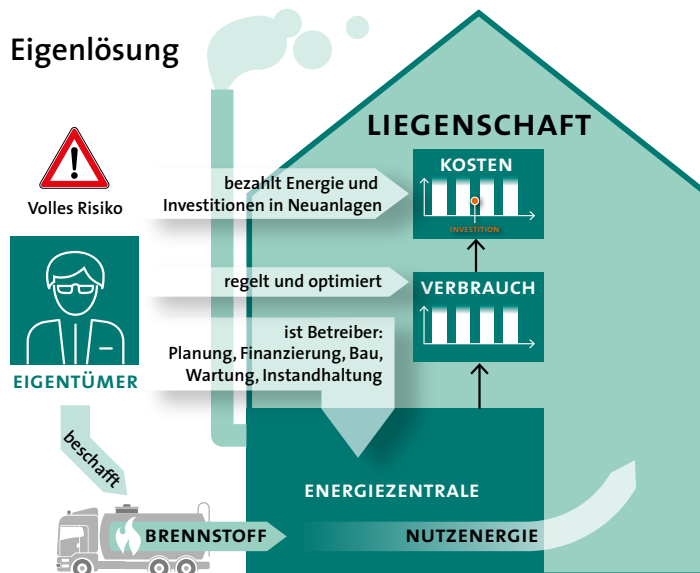 Eigenlösung
LIEGENSCHAFT
KOSTEN
INVESTITION
Volles Risiko
bezahlt Energie und
Investitionen in Neuanlagen
regelt und optimiert
VERBRAUCH
ist Betreiber:
Planung, Finanzierung, Bau,
Wartung, Instandhaltung
EIGENTÜMER
beschafft
ENERGIEZENTRALE
BRENNSTOFF
NUTZENERGIE